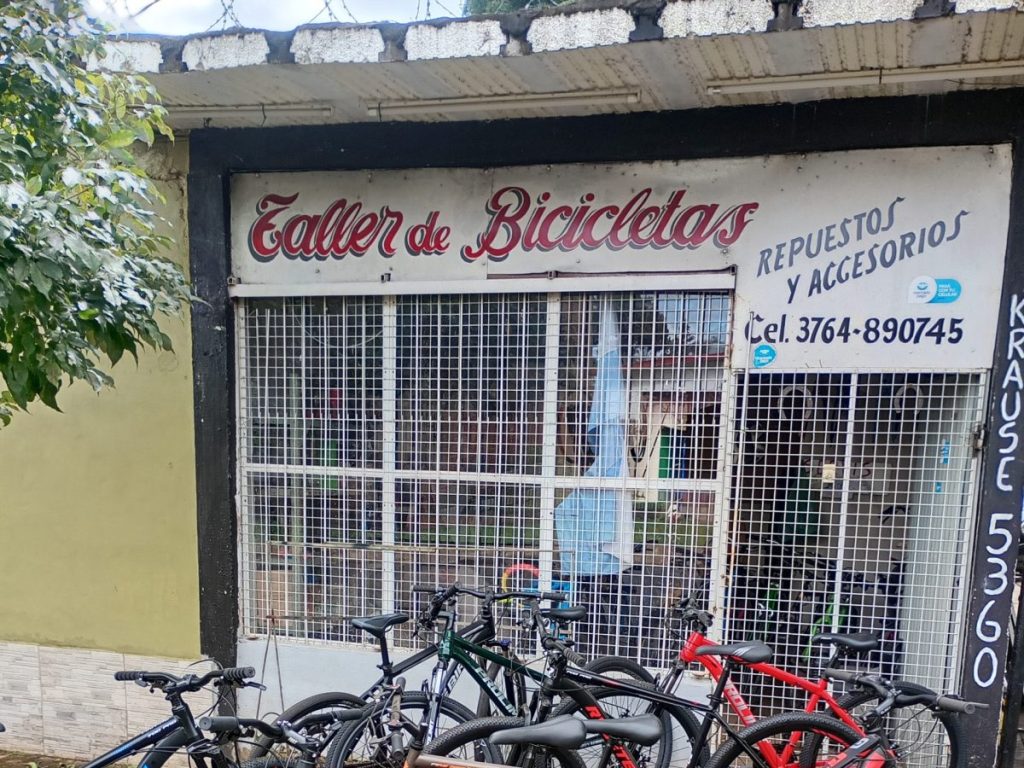 Taller de Bicicletas
REPUESTOS
Y ACCESORIOS
Cel. 3764-890745
KRAUSE 5360